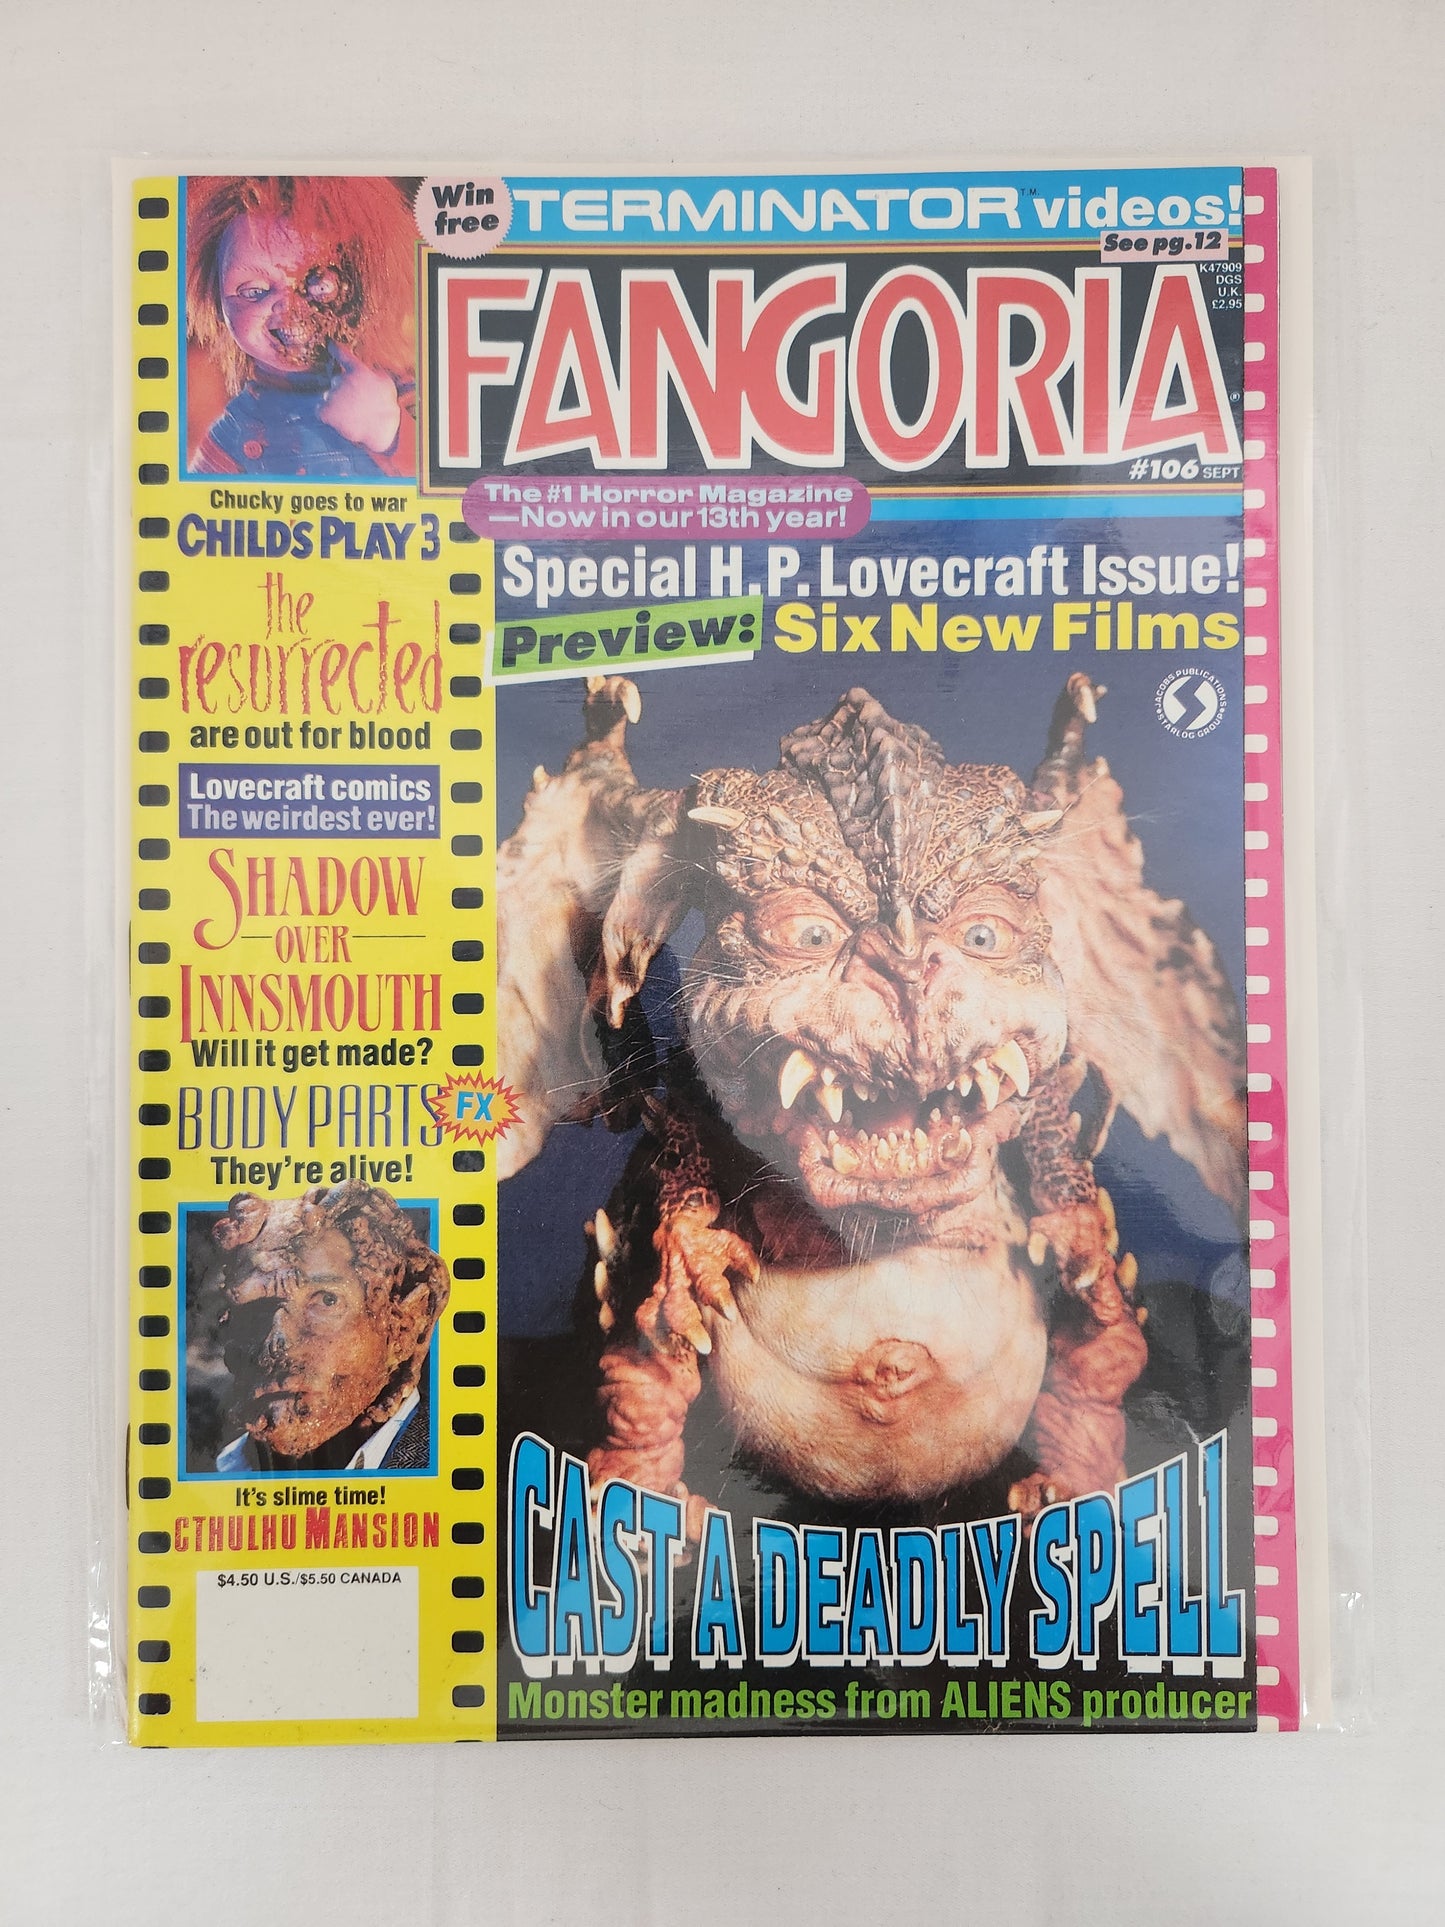 Win
free
TERMINATOR T.M. videos!
See pg.12
FANGORIA®
K47909
DGS
U.K.
£2.95
#106 SEPT
The #1 Horror Magazine
—Now in our 13th year!
Special H.P. Lovecraft Issue!
Preview: Six New Films
JACOBS PUBLICATIONS
STARLOG GROUP
Chucky goes to war
CHILD'S PLAY 3
the
resurrected
are out for blood
Lovecraft comics
The weirdest ever!
SHADOW
OVER
INNSMOUTH
Will it get made?
BODY PARTS FX
They're alive!
It's slime time!
CTHULHU MANSION
$4.50 U.S./$5.50 CANADA
CAST A DEADLY SPELL
Monster madness from ALIENS producer